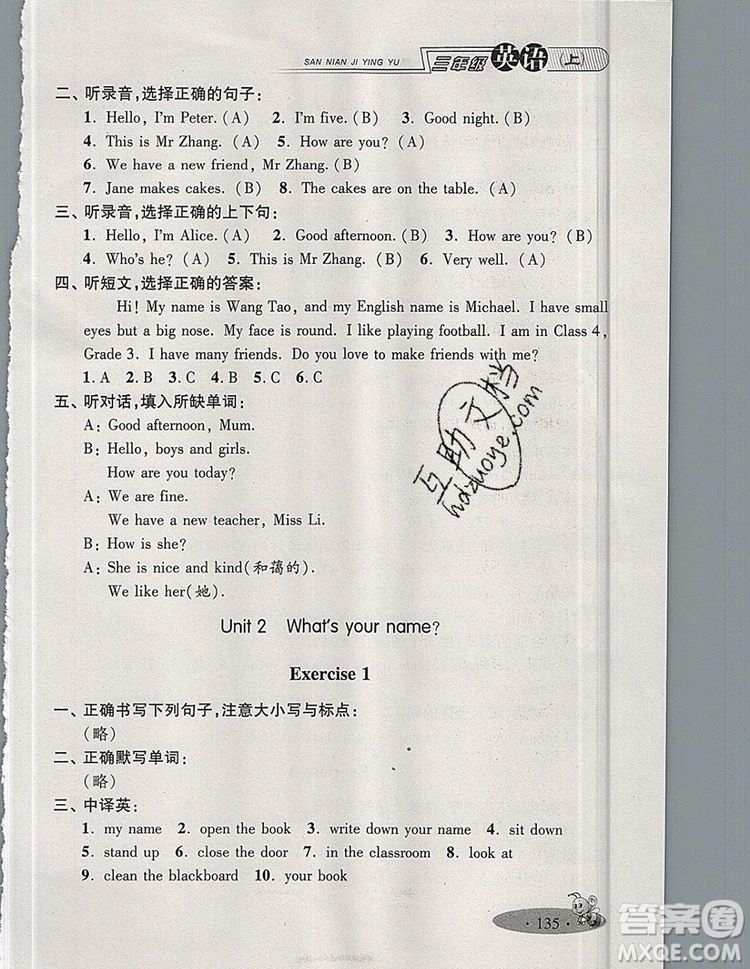 SAN NIAN JI YING YU 三年级 英语 (上)
二、听录音,选择正确的句子:
1. Hello, I'm Peter. (A) 2. I'm five. (B) 3. Good night. (B)
4. This is Mr Zhang. (A) 5. How are you? (A)
6. We have a new friend, Mr Zhang. (B)
7. Jane makes cakes. (B) 8. The cakes are on the table. (A)
三、听录音,选择正确的上下句:
1. Hello, I'm Alice. (A) 2. Good afternoon. (B) 3. How are you? (B)
4. Who's he? (A) 5. This is Mr Zhang. (B) 6. Very well. (A)
四、听短文,选择正确的答案:
Hi! My name is Wang Tao, and my English name is Michael. I have small
eyes but a big nose. My face is round. I like playing football. I am in Class 4,
Grade 3. I have many friends. Do you love to make friends with me?
1. A 2. B 3. C 4. A 5. C 6. C
五、听对话,填入所缺单词:
A: Good afternoon, Mum.
B: Hello, boys and girls.
How are you today?
A: We are fine.
We have a new teacher, Miss Li.
B: How is she?
A: She is nice and kind(和蔼的).
We like her(她).
互助文档
hdzuoye.com
Unit 2 What's your name?
Exercise 1
一、正确书写下列句子,注意大小写与标点:
(略)
二、正确默写单词:
(略)
三、中译英:
1. my name 2. open the book 3. write down your name 4. sit down
5. stand up 6. close the door 7. in the classroom 8. look at
9. clean the blackboard 10. your book
· 135 ·
答案圈
MXQE.COM